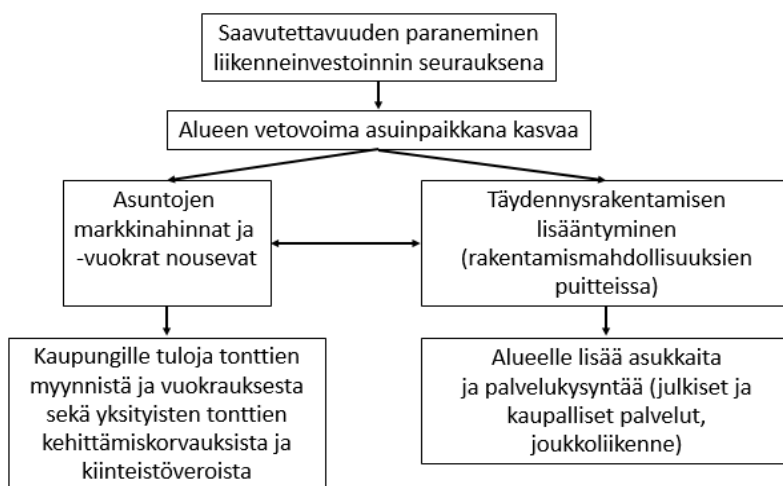 Saavutettavuuden paraneminen
liikenneinvestoinnin seurauksena
Alueen vetovoima asuinpaikkana kasvaa
Asuntojen
markkinahinnat ja
-vuokrat nousevat
Täydennysrakentamisen
lisääntyminen
(rakentamismahdollisuuksien
puitteissa)
Kaupungille tuloja tonttien
myynnistä ja vuokrauksesta
sekä yksityisten tonttien
kehittämiskorvauksista ja
kiinteistöveroista
Alueelle lisää asukkaita
ja palvelukysyntää (julkiset ja
kaupalliset palvelut,
joukkoliikenne)